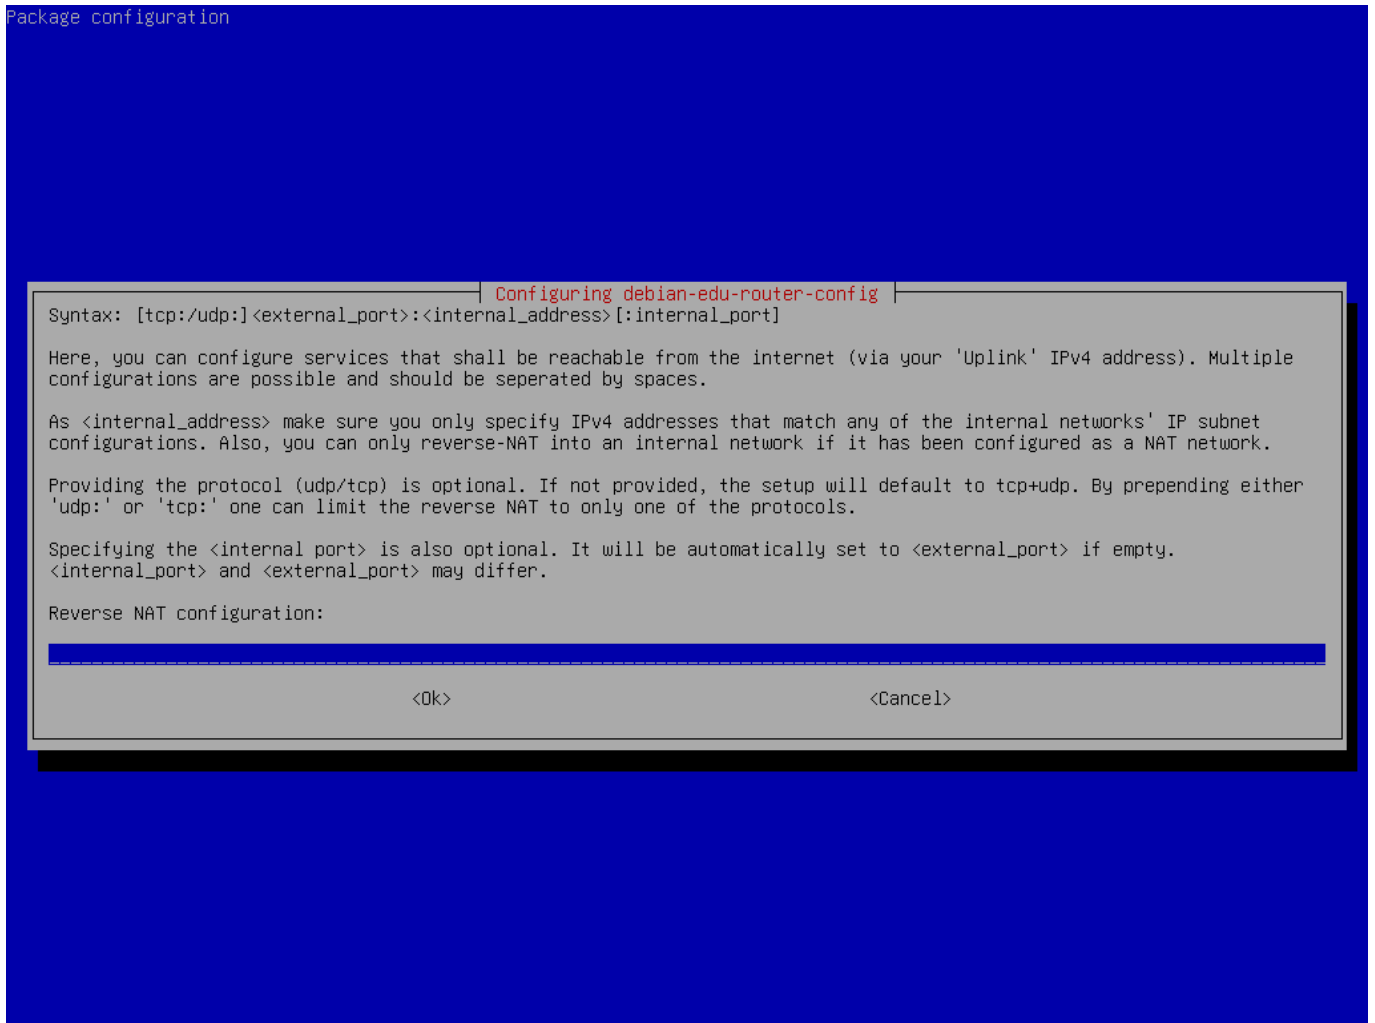 Package configuration
Configuring debian-edu-router-config
Syntax: [tcp:/udp:]<external_port>:<internal_address>[:internal_port]
Here, you can configure services that shall be reachable from the internet (via your 'Uplink' IPv4 address). Multiple
configurations are possible and should be seperated by spaces.
As <internal_address> make sure you only specify IPv4 addresses that match any of the internal networks' IP subnet
configurations. Also, you can only reverse-NAT into an internal network if it has been configured as a NAT network.
Providing the protocol (udp/tcp) is optional. If not provided, the setup will default to tcp+udp. By prepending either
'udp:' or 'tcp:' one can limit the reverse NAT to only one of the protocols.
Specifying the <internal port> is also optional. It will be automatically set to <external_port> if empty.
<internal_port> and <external_port> may differ.
Reverse NAT configuration:
<Ok> <Cancel>